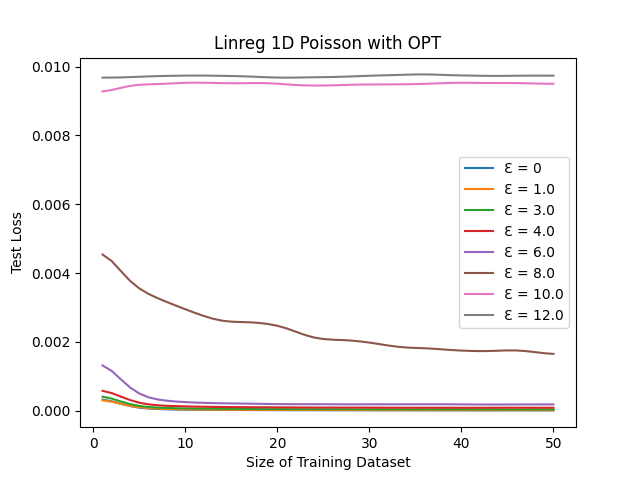 Linreg 1D Poisson with OPT
Test Loss
0.010
0.008
0.006
0.004
0.002
0.000
0 10 20 30 40 50
Size of Training Dataset
Ɛ = 0
Ɛ = 1.0
Ɛ = 3.0
Ɛ = 4.0
Ɛ = 6.0
Ɛ = 8.0
Ɛ = 10.0
Ɛ = 12.0